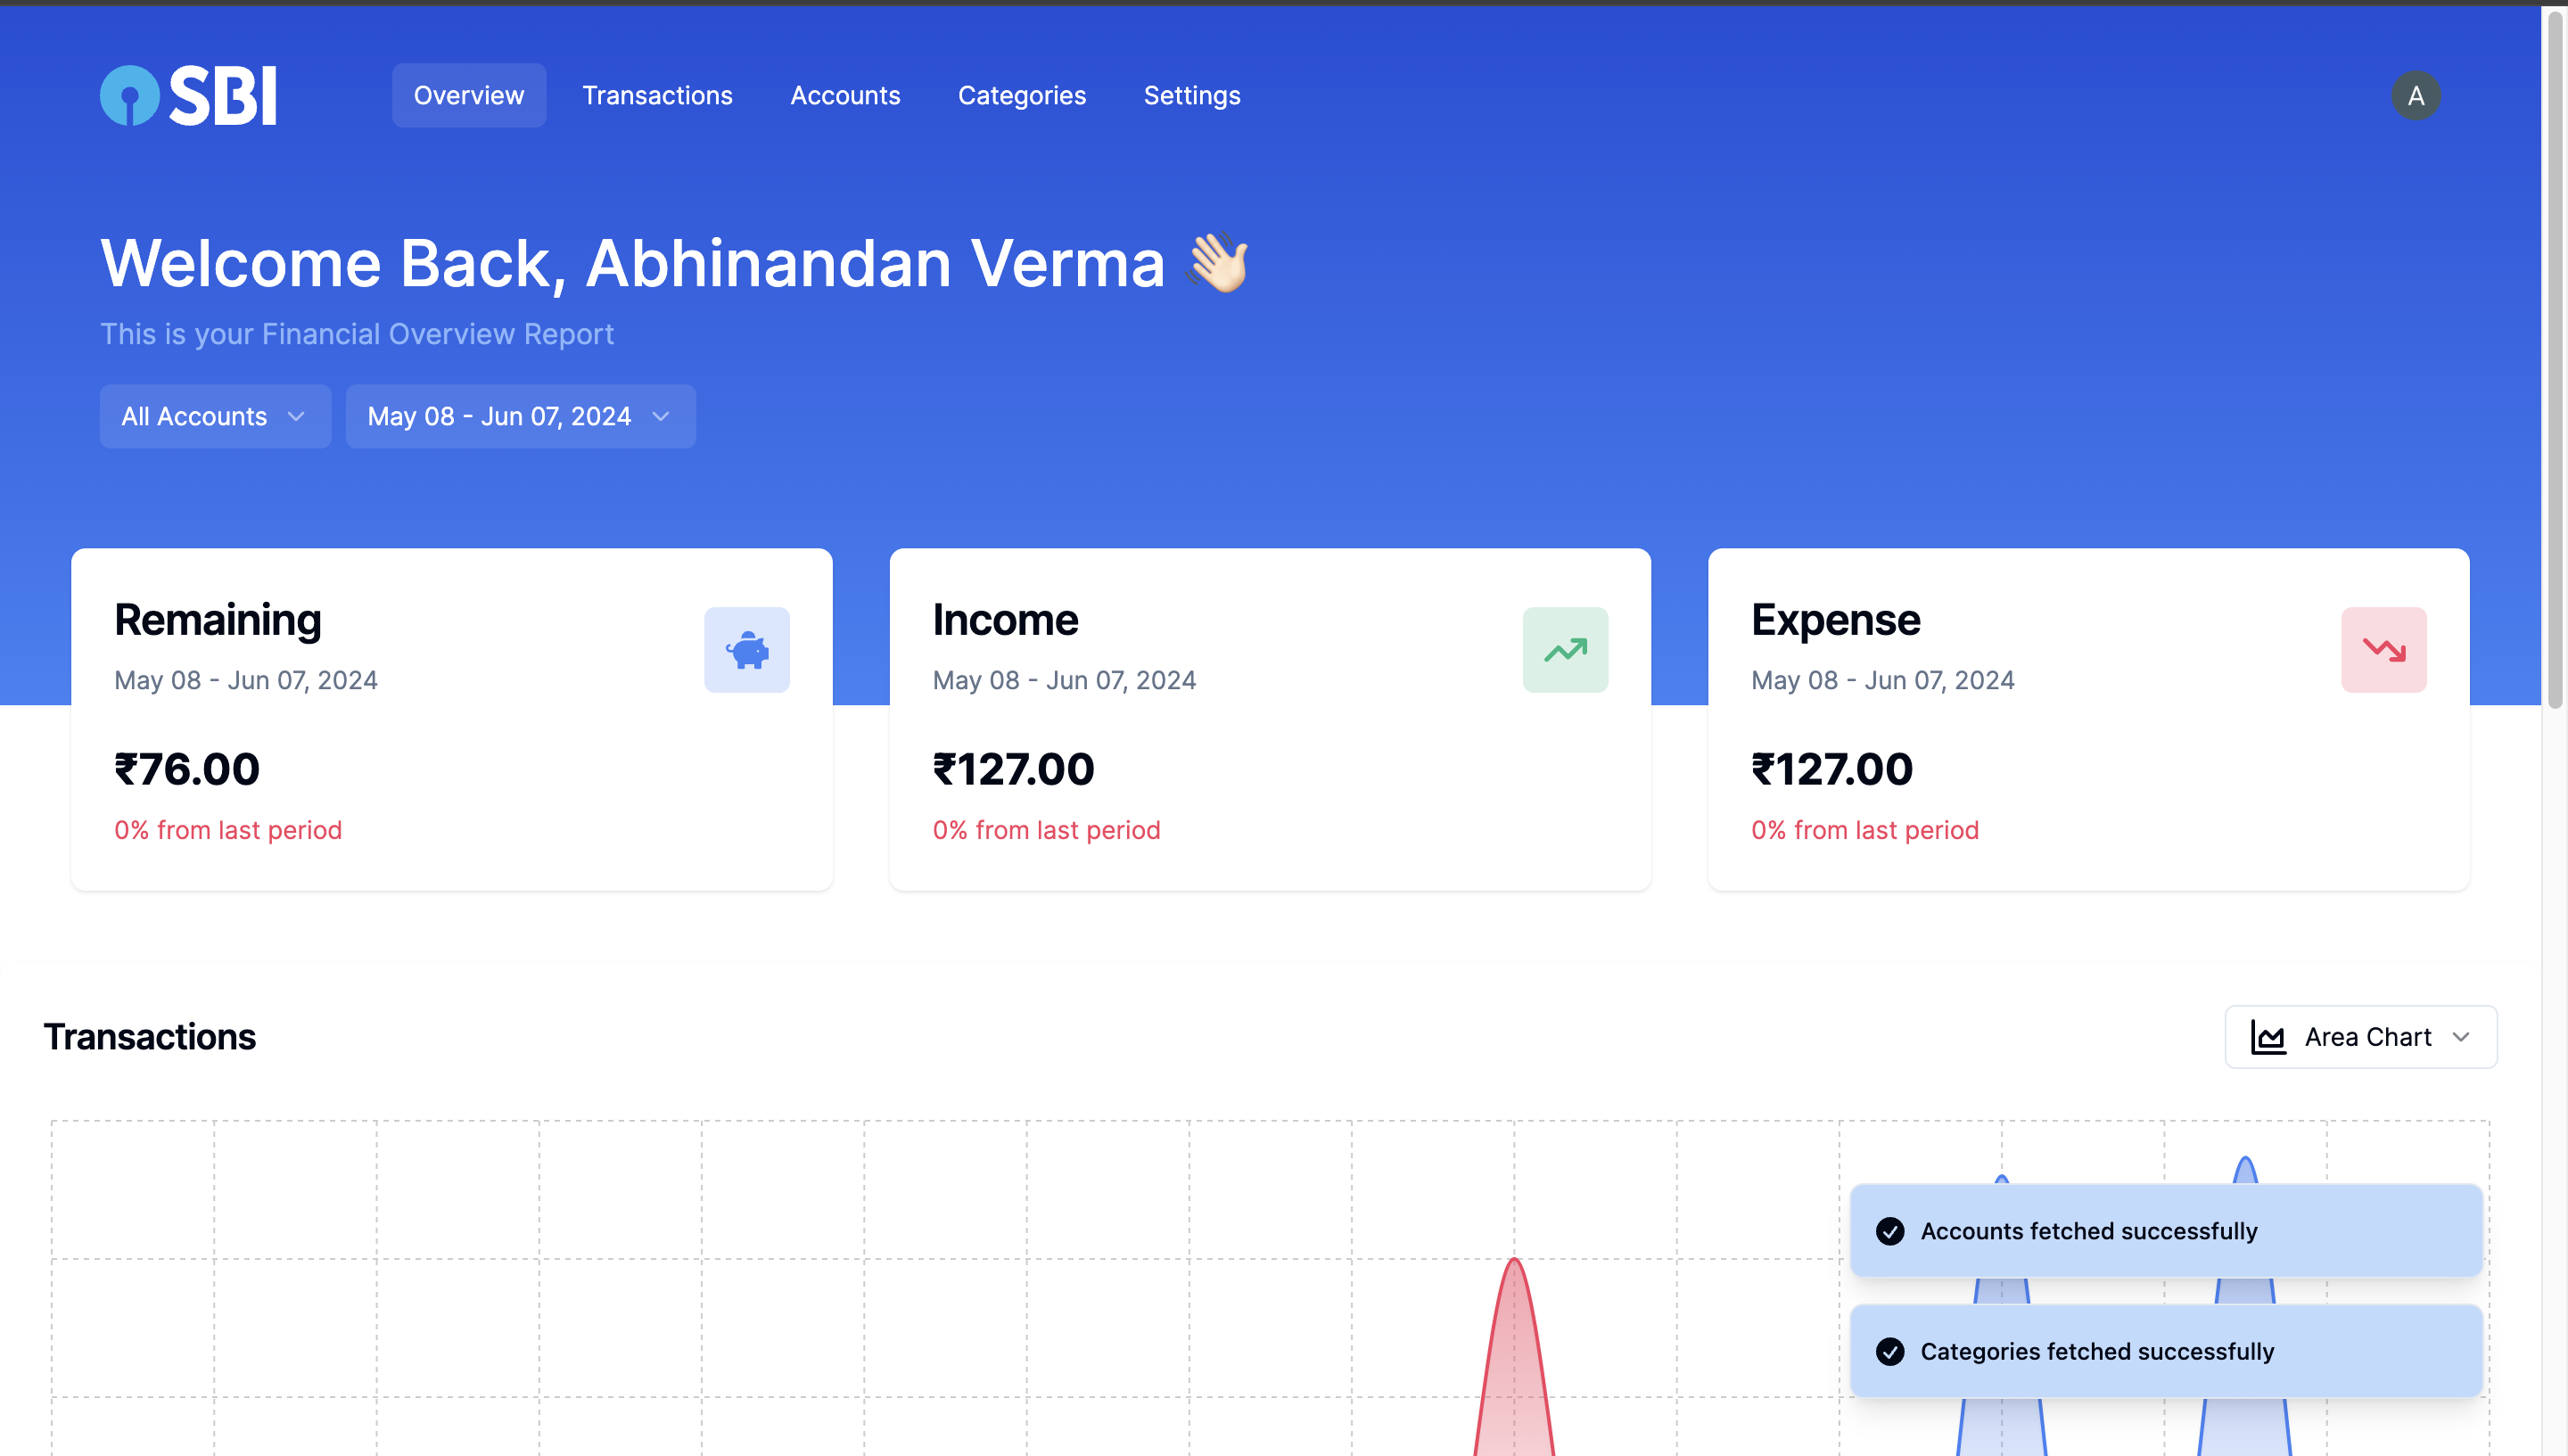 SBI
Overview
Transactions
Accounts
Categories
Settings
A
Welcome Back, Abhinandan Verma 👋🏻
This is your Financial Overview Report
All Accounts
May 08 - Jun 07, 2024
Remaining
May 08 - Jun 07, 2024
₹76.00
0% from last period
Income
May 08 - Jun 07, 2024
₹127.00
0% from last period
Expense
May 08 - Jun 07, 2024
₹127.00
0% from last period
Transactions
Area Chart
Accounts fetched successfully
Categories fetched successfully